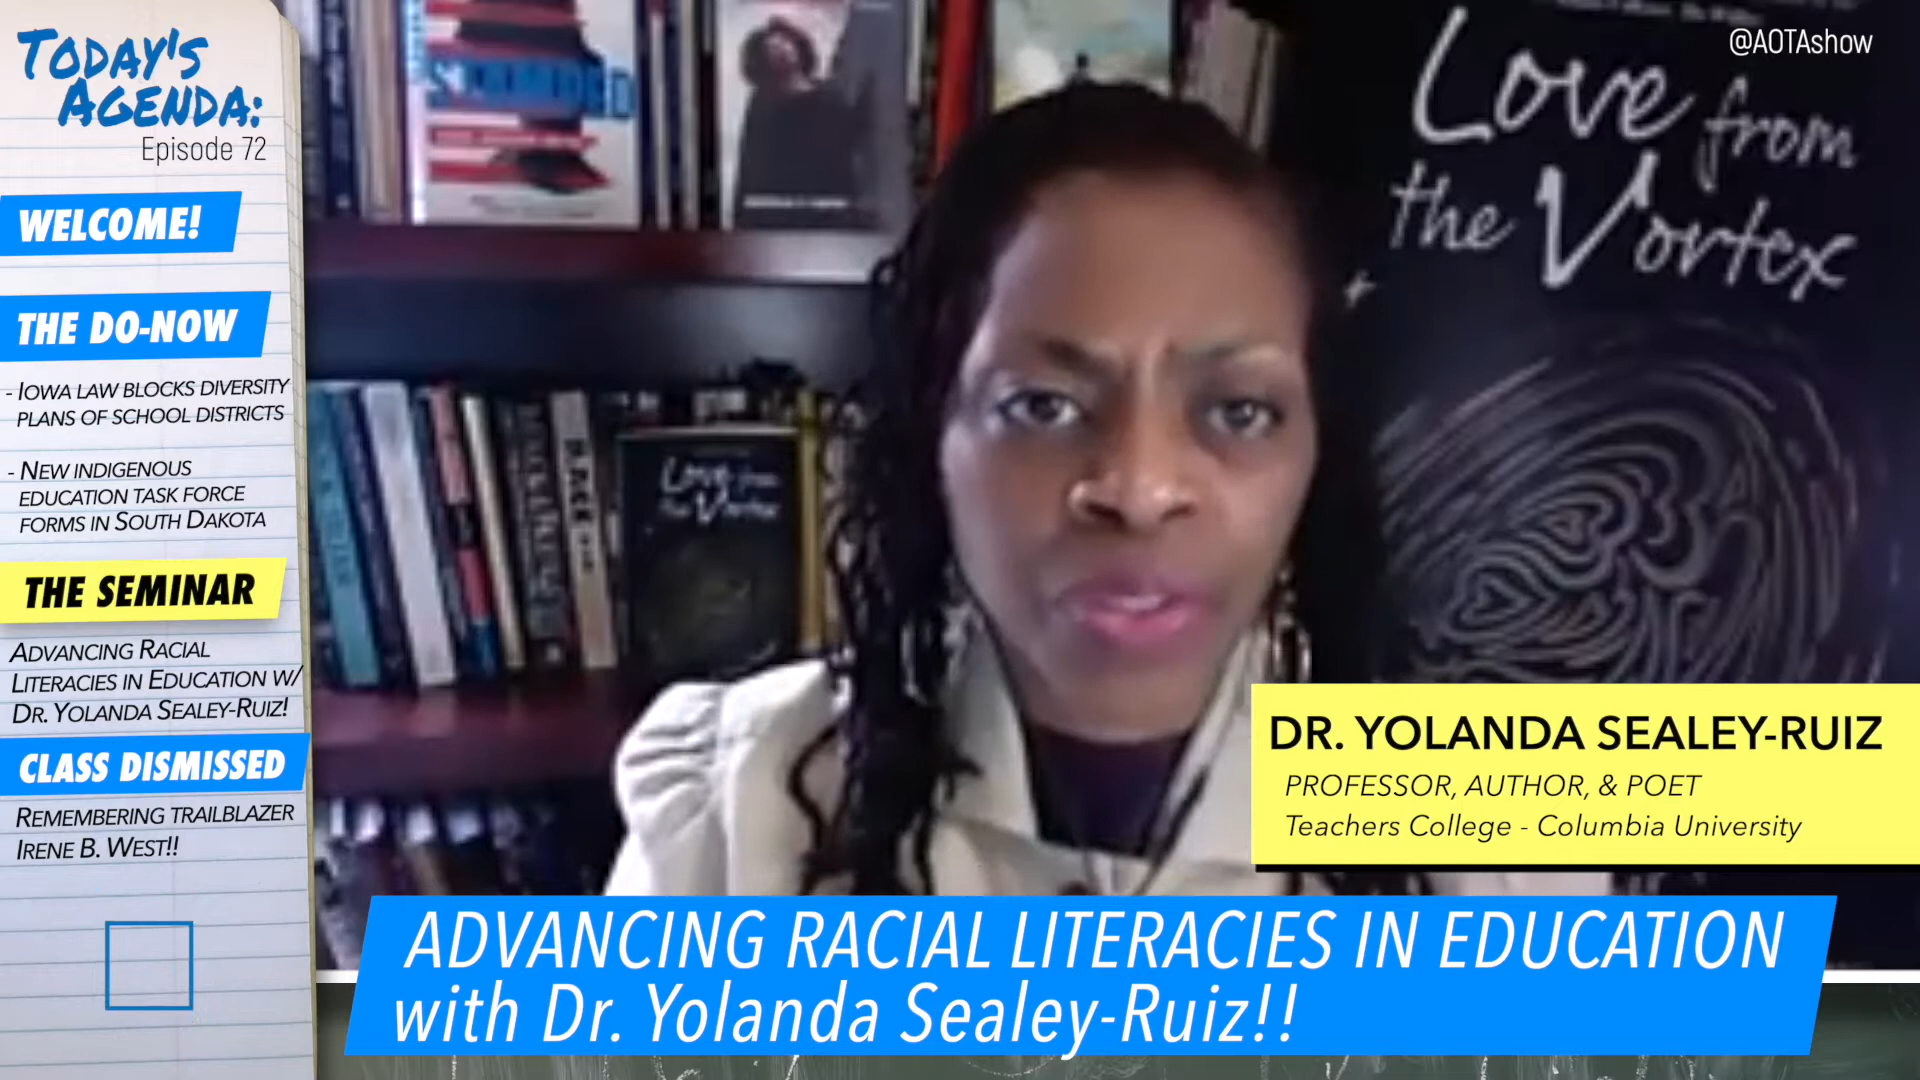 TODAY'S
AGENDA:
Episode 72
WELCOME!
THE DO-NOW
- IOWA LAW BLOCKS DIVERSITY
PLANS OF SCHOOL DISTRICTS
- NEW INDIGENOUS
EDUCATION TASK FORCE
FORMS IN SOUTH DAKOTA
THE SEMINAR
ADVANCING RACIAL
LITERACIES IN EDUCATION W/
DR. YOLANDA SEALEY-RUIZ!
CLASS DISMISSED
REMEMBERING TRAILBLAZER
IRENE B. WEST!!
@AOTAshow
Love from
the Vortex
Love from
the Vortex
DR. YOLANDA SEALEY-RUIZ
PROFESSOR, AUTHOR, & POET
Teachers College - Columbia University
ADVANCING RACIAL LITERACIES IN EDUCATION
with Dr. Yolanda Sealey-Ruiz!!